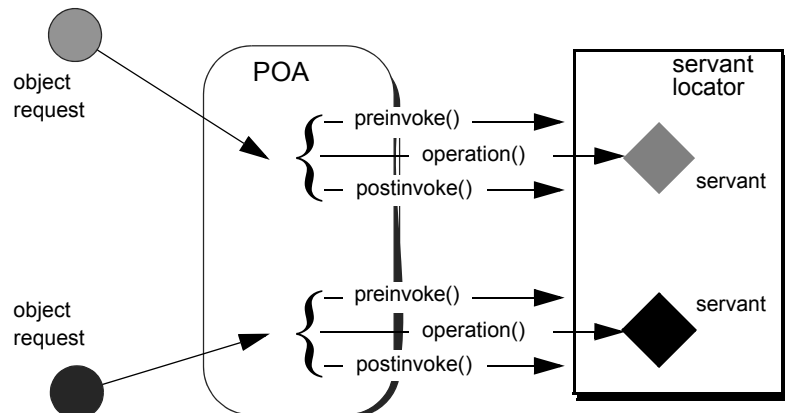 POA
servant
locator
object
request
preinvoke()
operation()
postinvoke()
servant
object
request
preinvoke()
operation()
postinvoke()
servant